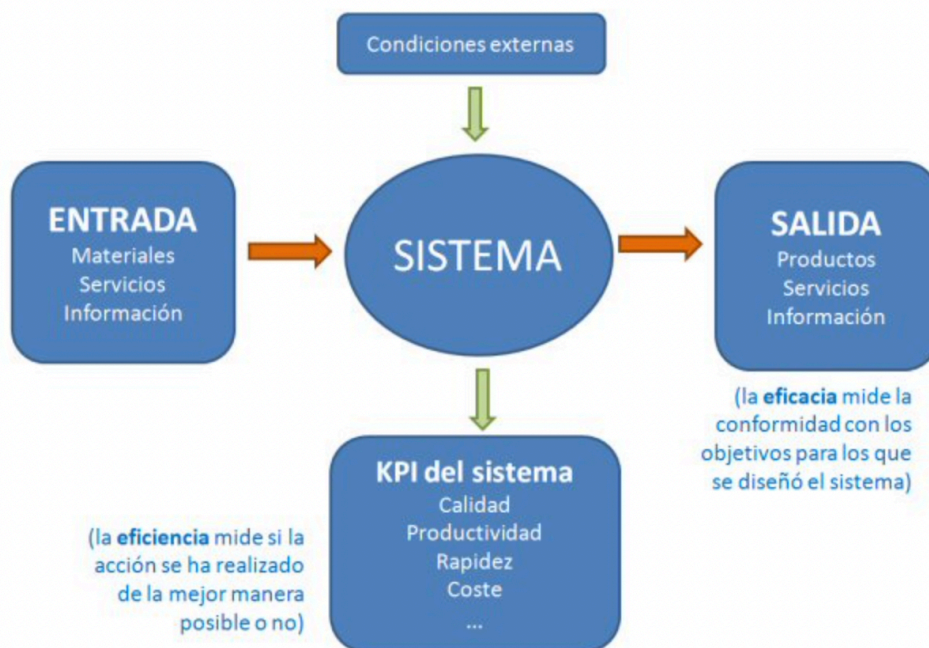 Condiciones externas
ENTRADA
Materiales
Servicios
Información
SISTEMA
SALIDA
Productos
Servicios
Información
(la eficacia mide la
conformidad con los
objetivos para los que
se diseñó el sistema)
KPI del sistema
Calidad
Productividad
Rapidez
Coste
...
(la eficiencia mide si la
acción se ha realizado
de la mejor manera
posible o no)